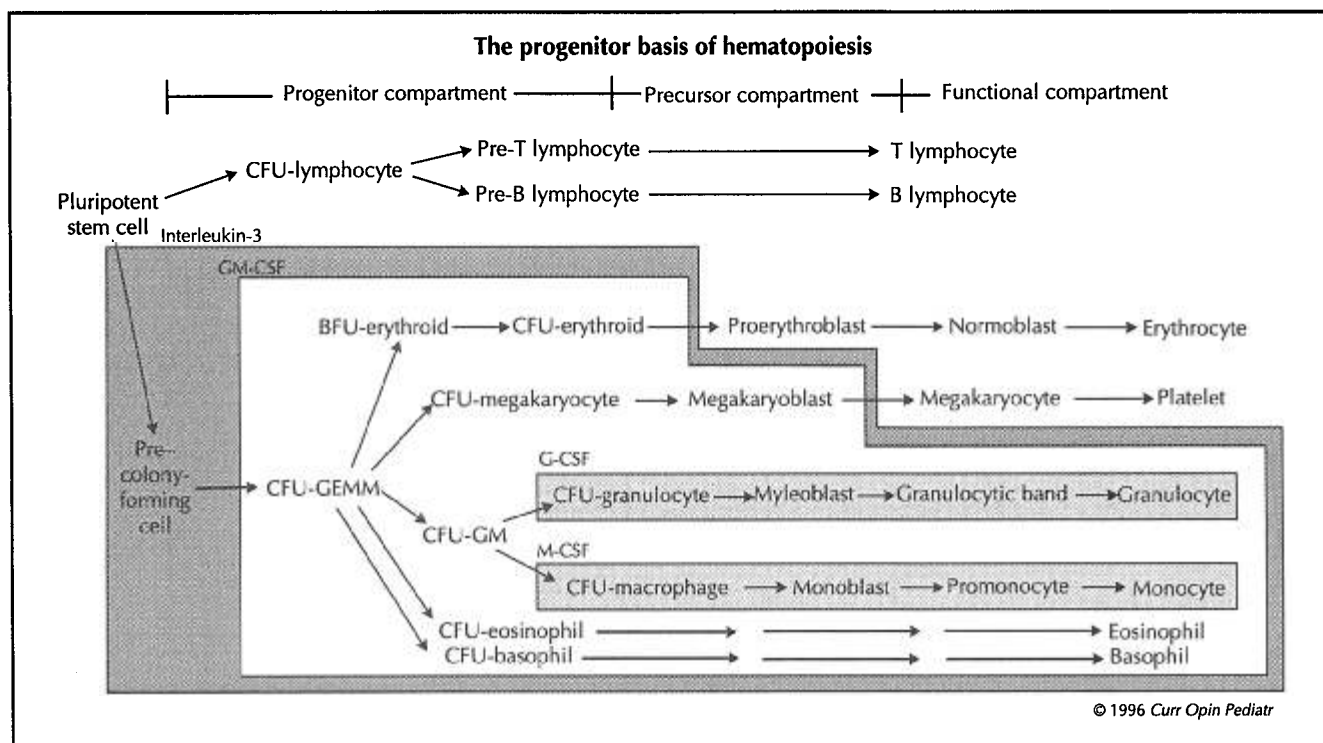 The progenitor basis of hematopoiesis
Progenitor compartment
Precursor compartment
Functional compartment
Pre-T lymphocyte
T lymphocyte
CFU-lymphocyte
Pre-B lymphocyte
B lymphocyte
Pluripotent
stem cell
Interleukin-3
GM-CSF
BFU-erythroid
CFU-erythroid
Proerythroblast
Normoblast
Erythrocyte
CFU-megakaryocyte
Megakaryoblast
Megakaryocyte
Platelet
Pre-
colony-
forming
cell
CFU-GEMM
G-CSF
CFU-granulocyte
Myleoblast
Granulocytic band
Granulocyte
CFU-GM
M-CSF
CFU-macrophage
Monoblast
Promonocyte
Monocyte
CFU-eosinophil
Eosinophil
CFU-basophil
Basophil
© 1996 Curr Opin Pediatr